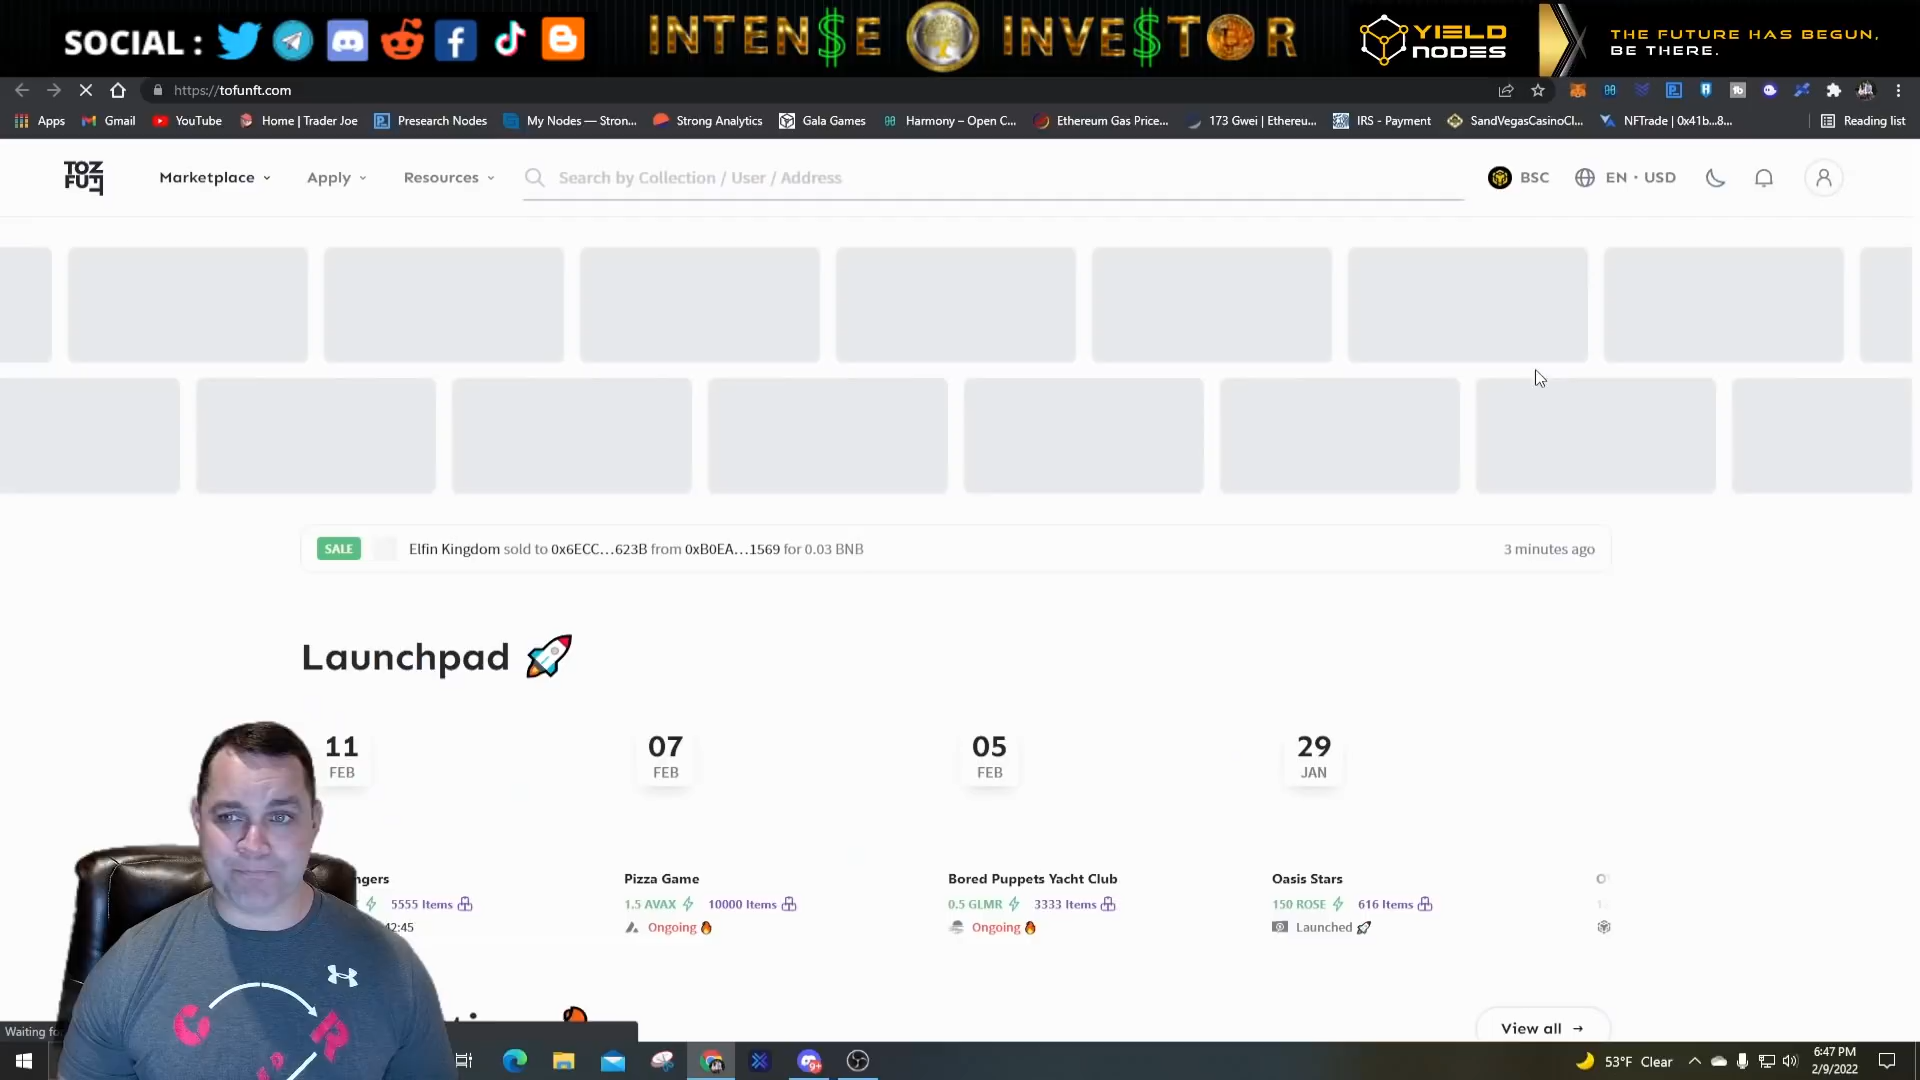 SOCIAL :
INTEN$E INVE$TOR
YIELD NODES
THE FUTURE HAS BEGUN,
BE THERE.
https://tofunft.com
Apps Gmail YouTube Home | Trader Joe Presearch Nodes My Nodes — Stron... Strong Analytics Gala Games Harmony – Open C... Ethereum Gas Price... 173 Gwei | Ethereu... IRS - Payment SandVegasCasinoCl... NFTrade | 0x41b...8... Reading list
TOFU NFT
Marketplace Apply Resources Search by Collection / User / Address BSC EN · USD
SALE Elfin Kingdom sold to 0x6ECC...623B from 0xB0EA...1569 for 0.03 BNB 3 minutes ago
Launchpad 🚀
11 07 05 29
FEB FEB FEB JAN
ngers Pizza Game Bored Puppets Yacht Club Oasis Stars
5555 Items 1.5 AVAX 10000 Items 0.5 GLMR 3333 Items 150 ROSE 616 Items
42:45 Ongoing Ongoing Launched
View all →
Waiting fo
C R
53°F Clear 6:47 PM
2/9/2022